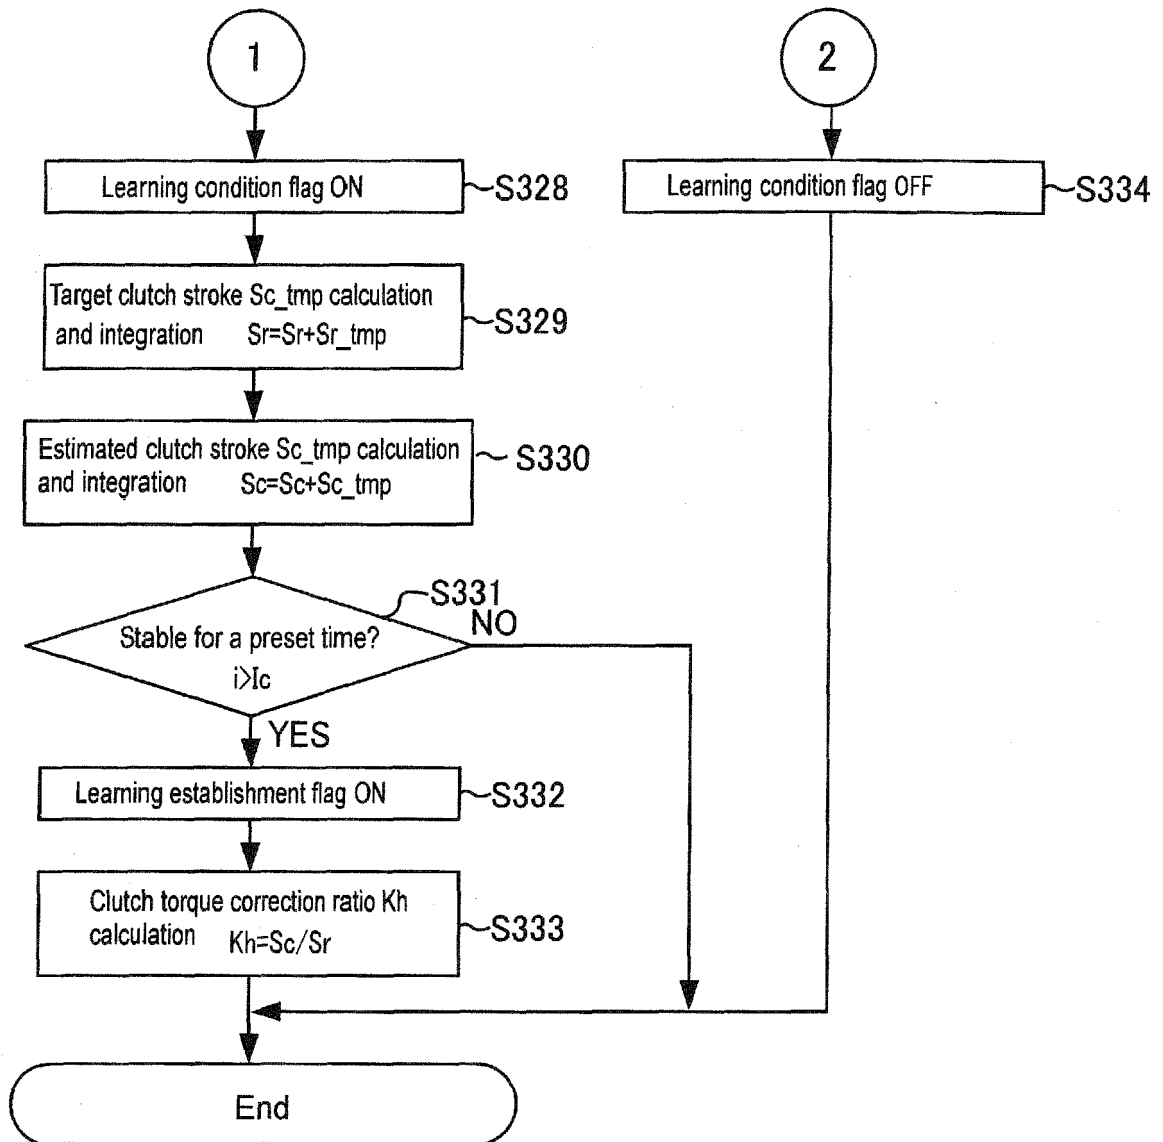 1
2
Learning condition flag ON
S328
Learning condition flag OFF
S334
Target clutch stroke Sc_tmp calculation
and integration Sr=Sr+Sr_tmp
S329
Estimated clutch stroke Sc_tmp calculation
and integration Sc=Sc+Sc_tmp
S330
S331
Stable for a preset time?
i>Ic
NO
YES
Learning establishment flag ON
S332
Clutch torque correction ratio Kh
calculation Kh=Sc/Sr
S333
End